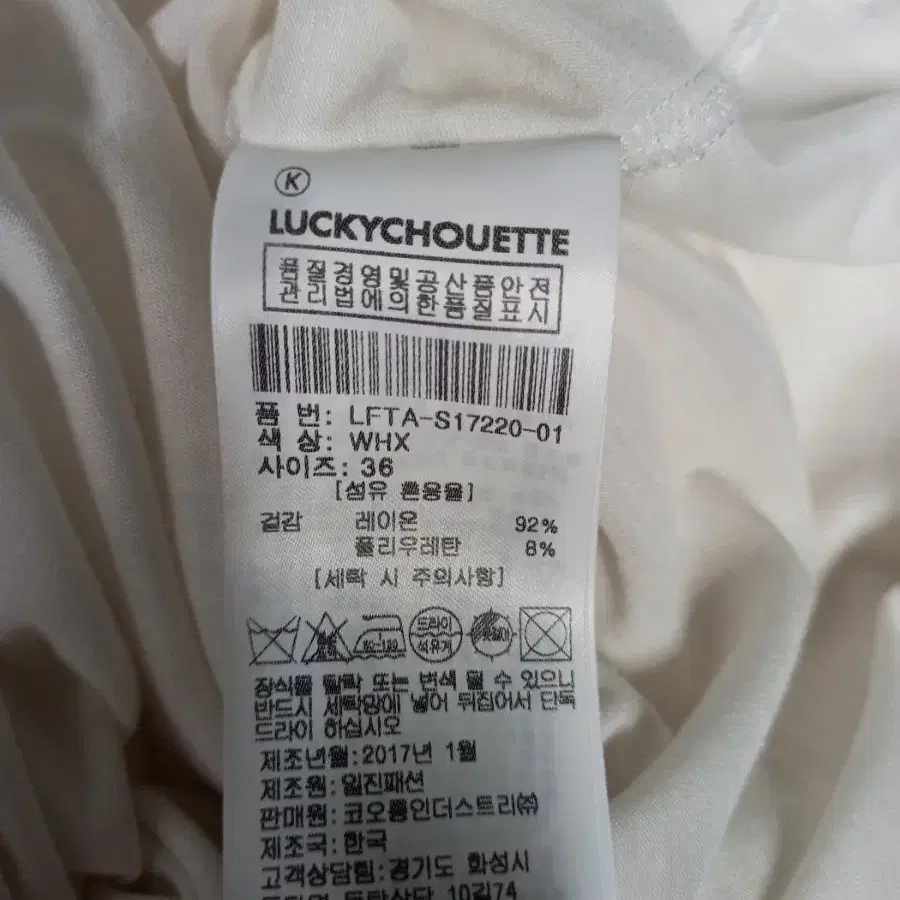 K
LUCKYCHOUETTE
품질경영및공산품안전
관리법에의한품질표시
품 번: LFTA-S17220-01
색 상: WHX
사이즈: 36
[섬유 혼용율]
겉감 레이온 92%
폴리우레탄 8%
[세탁 시 주의사항]
드라이
석유계
장식물 탈락 또는 변색 될 수 있으니
반드시 세탁망에 넣어 뒤집어서 단독
드라이 하십시오
제조년월:2017년 1월
제조원:일진패션
판매원:코오롱인더스트리㈜
제조국:한국
고객상담팀:경기도 화성시
10길74